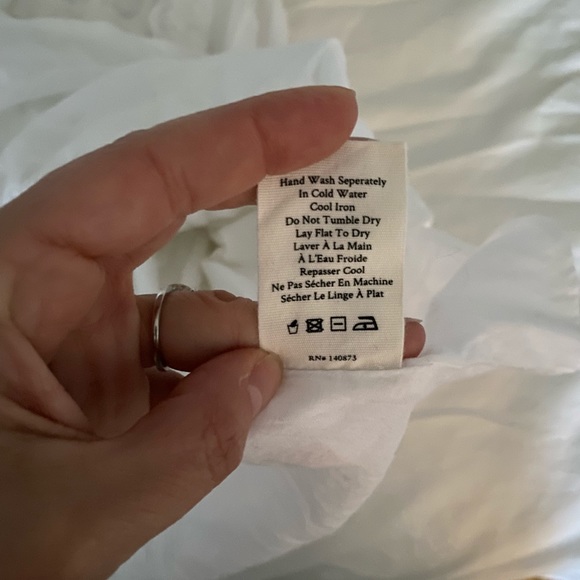 Hand Wash Seperately
In Cold Water
Cool Iron
Do Not Tumble Dry
Lay Flat To Dry
Laver À La Main
À L'Eau Froide
Repasser Cool
Ne Pas Sécher En Machine
Sécher Le Linge À Plat
RN# 140873